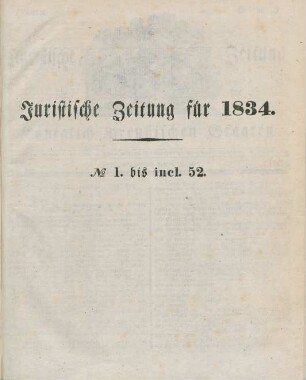 Juristische Zeitung für 1834.
№ 1. bis incl. 52.